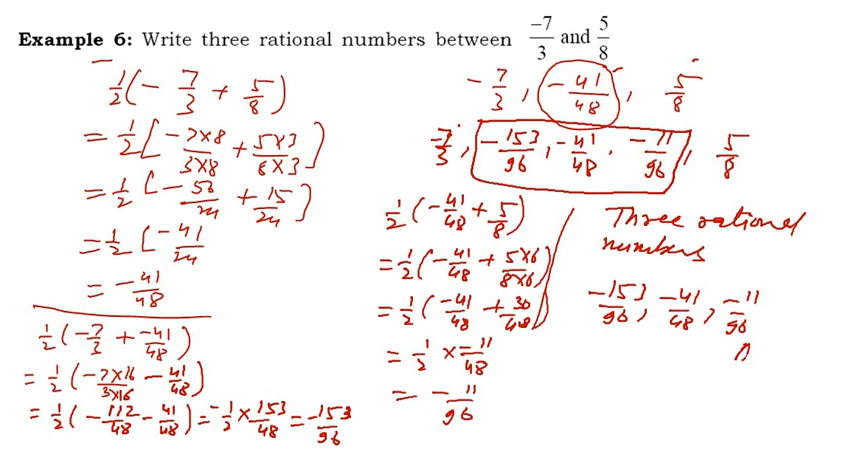 Example 6: Write three rational numbers between -7/3 and 5/8
1/2(-7/3 + 5/8)
= 1/2[-7×8/3×8 + 5×3/8×3]
= 1/2[-56/24 + 15/24]
= 1/2[-41/24
= -41/48
1/2(-7/3 + -41/48)
= 1/2(-7×16/3×16 - 41/48)
= 1/2(-112/48 - 41/48) = -1/2 × 153/48 = -153/96
-7/3, -41/48, 5/8
-7/3, -153/96, -41/48, -11/96, 5/8
1/2(-41/48 + 5/8)
= 1/2(-41/48 + 5×6/8×6)
= 1/2(-41/48 + 30/48)
= 1/2 × -11/48
= -11/96
Three rational
numbers
-153/96, -41/48, -11/96